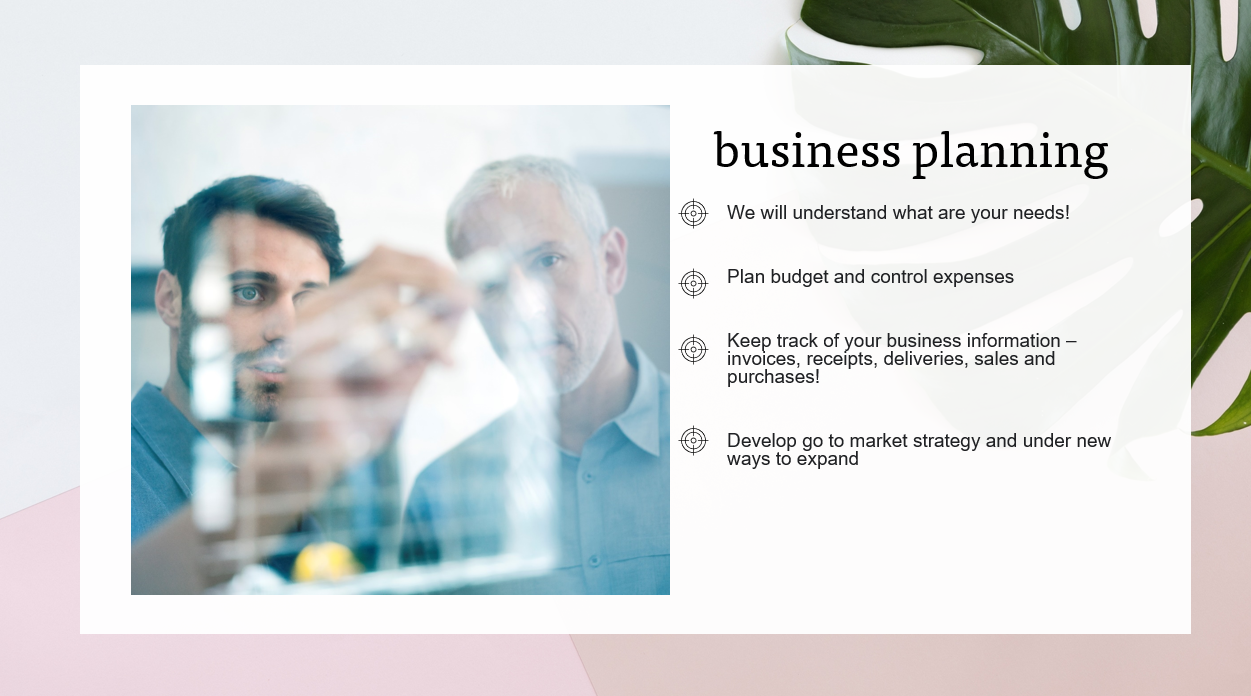 business planning
We will understand what are your needs!
Plan budget and control expenses
Keep track of your business information –
invoices, receipts, deliveries, sales and
purchases!
Develop go to market strategy and under new
ways to expand